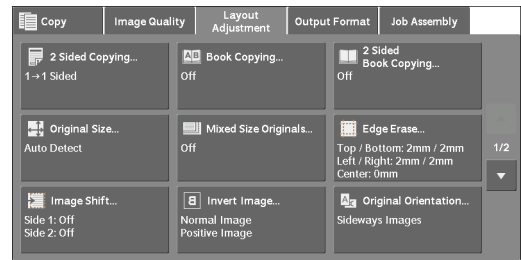 Copy
Image Quality
Layout
Adjustment
Output Format
Job Assembly
2 Sided Copying...
1→1 Sided
AB Book Copying...
Off
2 Sided
Book Copying...
Off
Original Size...
Auto Detect
Mixed Size Originals...
Off
Edge Erase...
Top / Bottom: 2mm / 2mm
Left / Right: 2mm / 2mm
Center: 0mm
1/2
Image Shift...
Side 1: Off
Side 2: Off
Invert Image...
Normal Image
Positive Image
Original Orientation...
Sideways Images